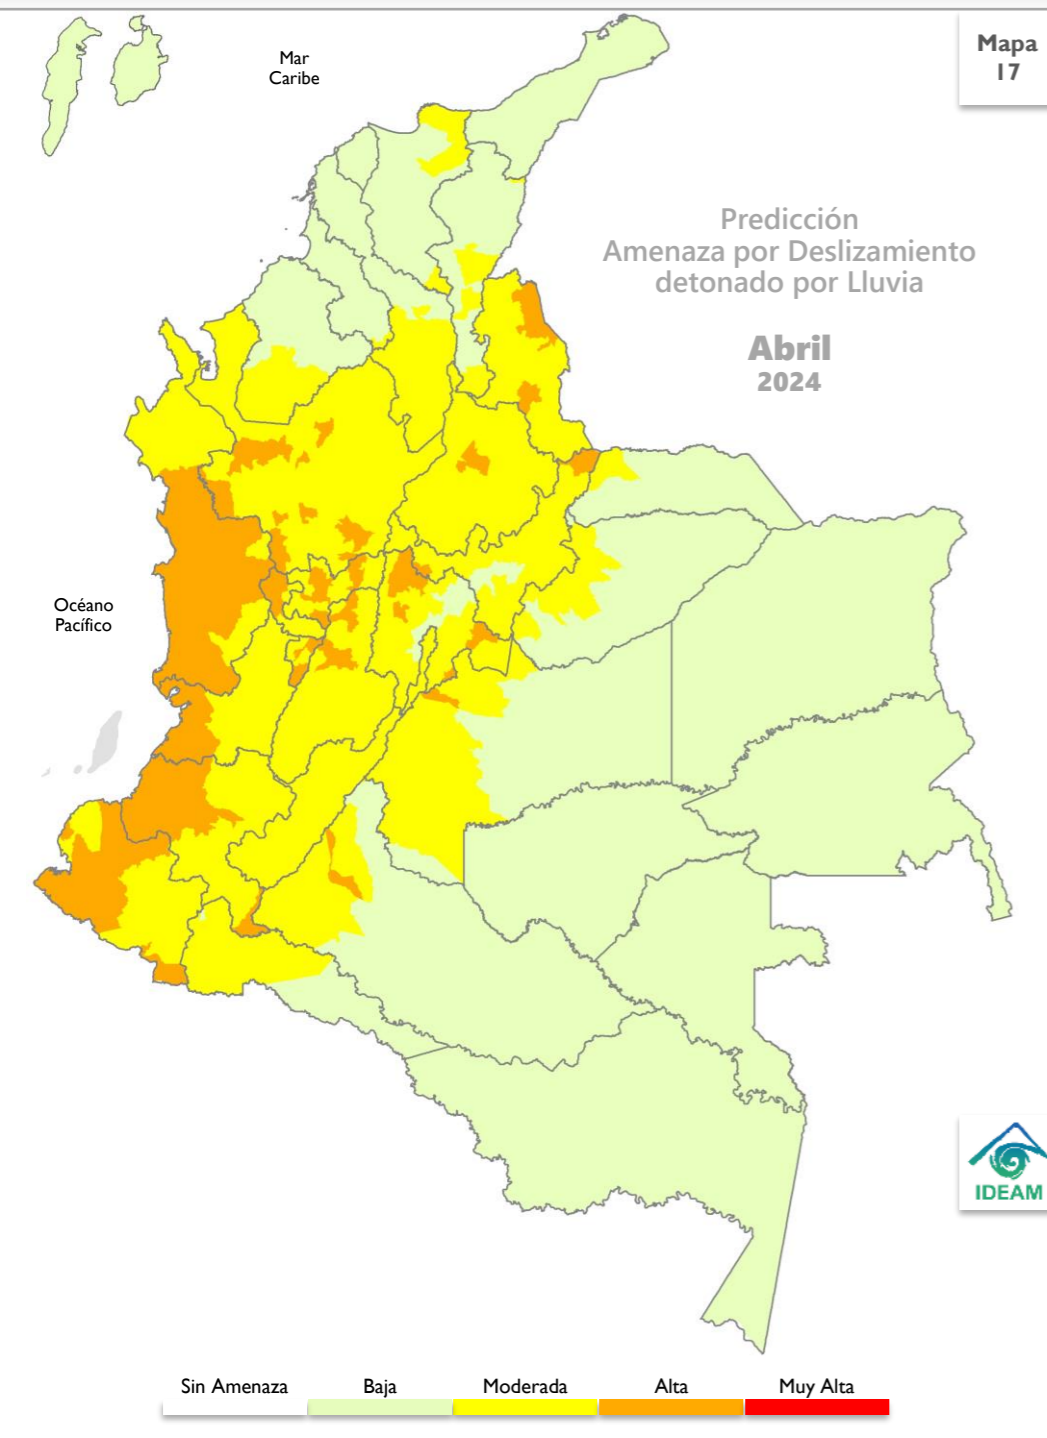 Mar
Caribe
Mapa
17
Predicción
Amenaza por Deslizamiento
detonado por Lluvia
Abril
2024
Océano
Pacífico
IDEAM
Sin Amenaza
Baja
Moderada
Alta
Muy Alta